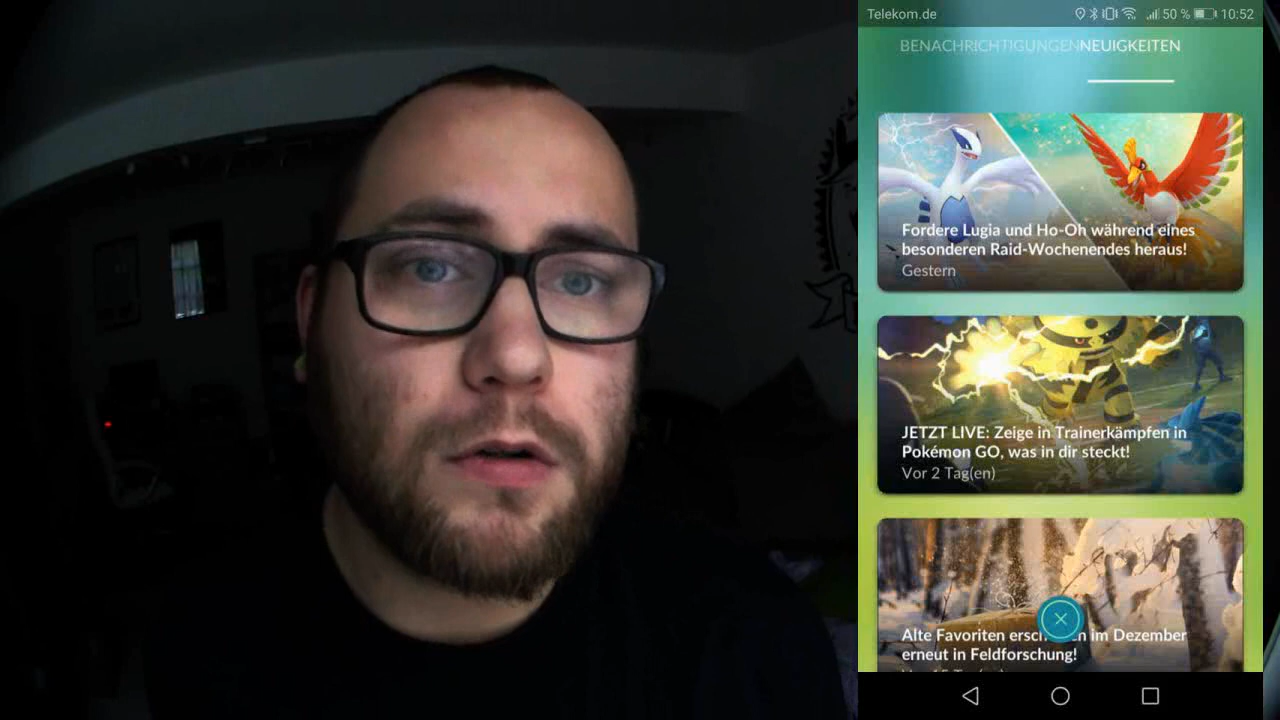 Telekom.de
50 % 10:52
BENACHRICHTIGUNGEN NEUIGKEITEN
Fordere Lugia und Ho-Oh während eines
besonderen Raid-Wochenendes heraus!
Gestern
JETZT LIVE: Zeige in Trainerkämpfen in
Pokémon GO, was in dir steckt!
Vor 2 Tag(en)
Alte Favoriten im Dezember
erneut in Feldforschung!